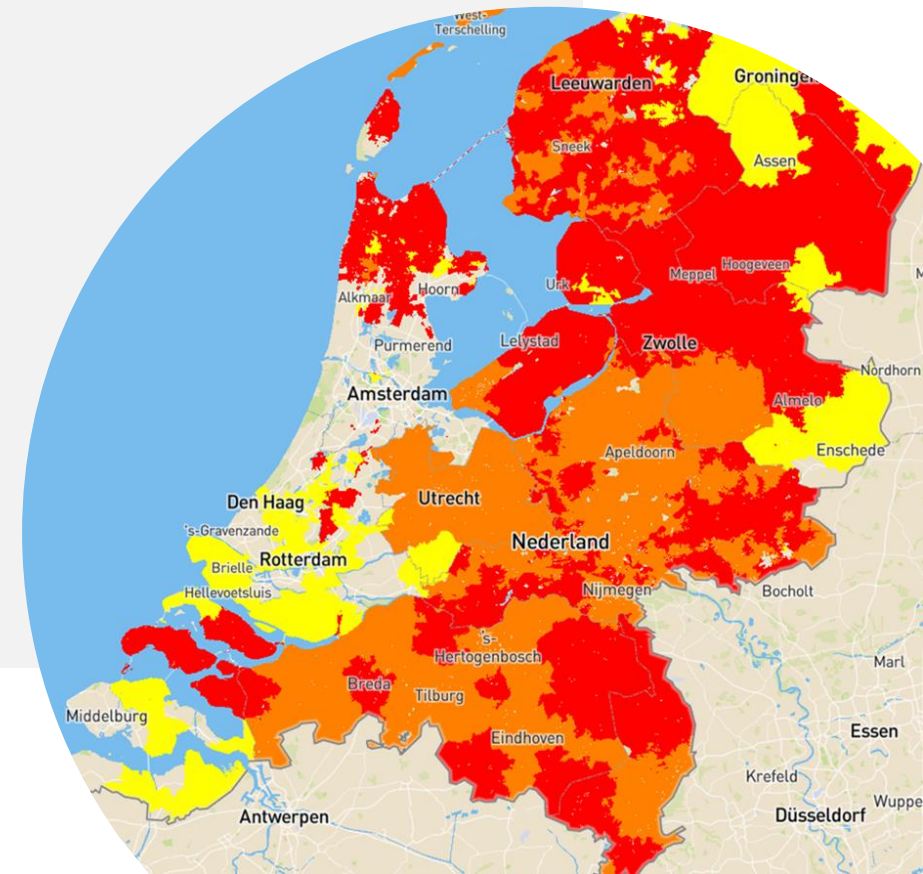 West-
Terschelling
Leeuwarden
Groningen
Sneek
Assen
Hoogeveen
Meppel
Urk
Alkmaar
Hoorn
Lelystad
Purmerend
Zwolle
Nordhorn
Amsterdam
Almelo
Apeldoorn
Enschede
Utrecht
Den Haag
's-Gravenzande
Nederland
Rotterdam
Brielle
Nijmegen
Bocholt
Hellevoetsluis
's-
Hertogenbosch
Marl
Breda
Tilburg
Middelburg
Eindhoven
Essen
Krefeld
Wuppe
Antwerpen
Düsseldorf